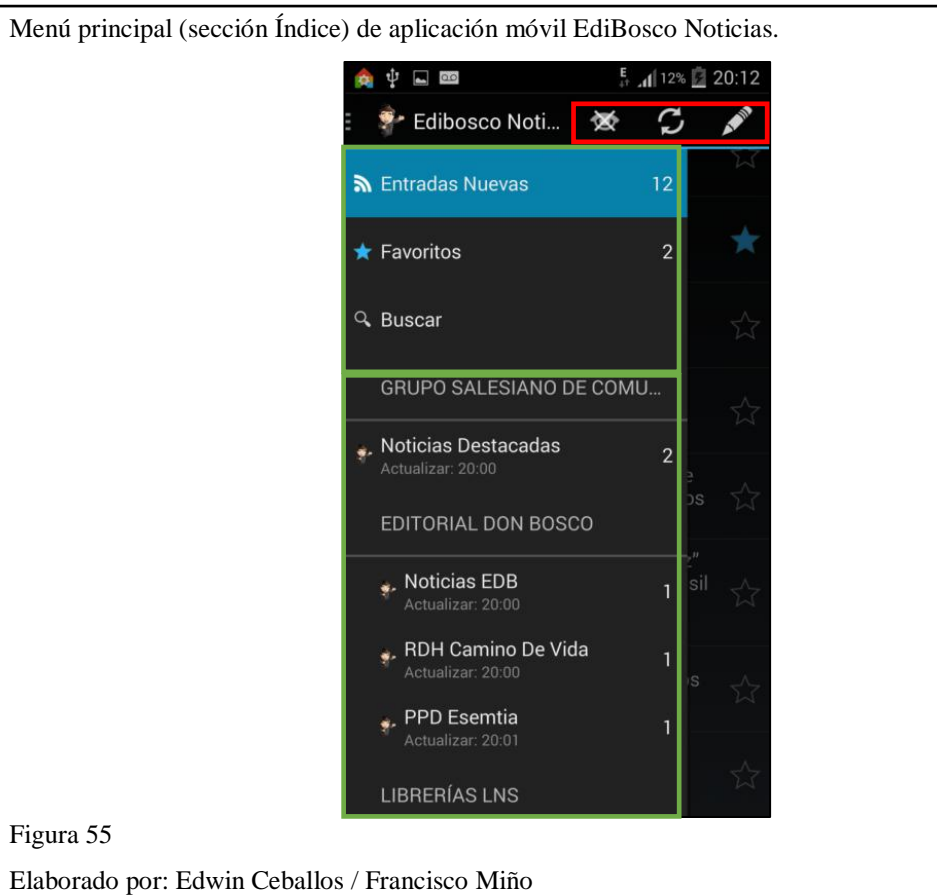 Menú principal (sección Índice) de aplicación móvil EdiBosco Noticias.
E 12% 20:12
Edibosco Noti...
Entradas Nuevas 12
Favoritos 2
Buscar
GRUPO SALESIANO DE COMU...
Noticias Destacadas 2
Actualizar: 20:00
EDITORIAL DON BOSCO
Noticias EDB 1
Actualizar: 20:00
sil
RDH Camino De Vida 1
Actualizar: 20:00
PPD Esemtia 1
Actualizar: 20:01
LIBRERÍAS LNS
Figura 55
Elaborado por: Edwin Ceballos / Francisco Miño